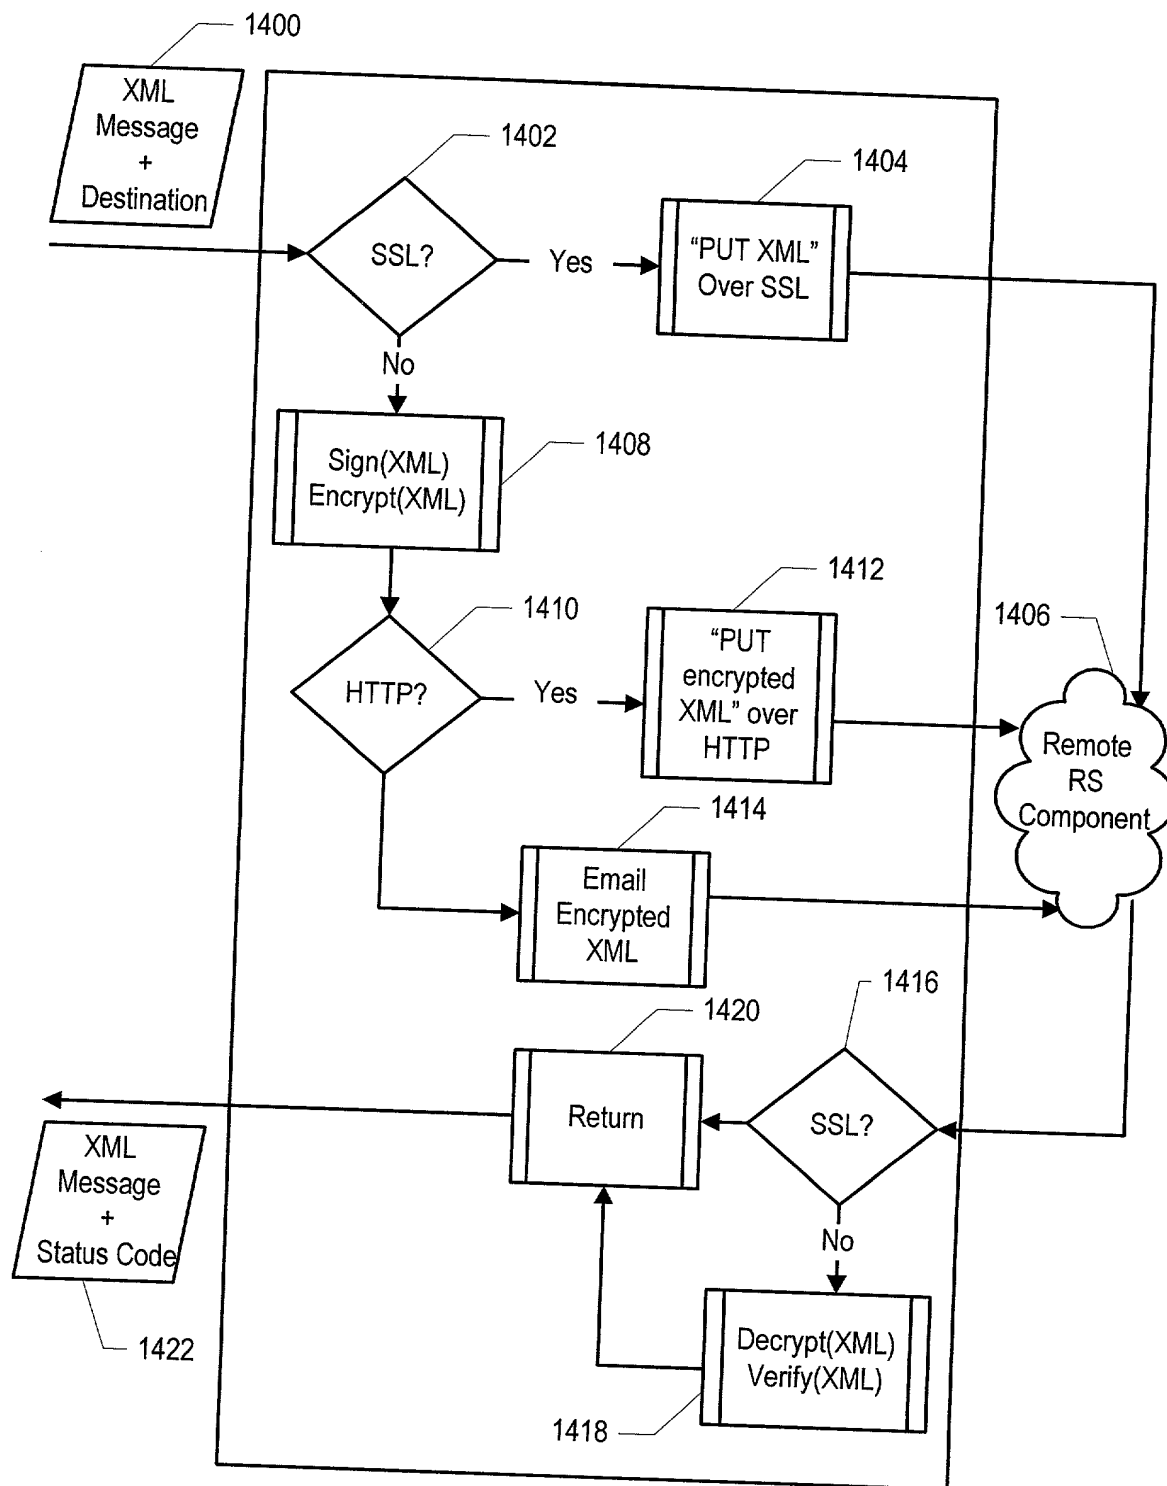 1400
XML
Message
+
Destination
1402
SSL?
Yes
1404
“PUT XML”
Over SSL
No
1408
Sign(XML)
Encrypt(XML)
1410
HTTP?
Yes
1412
“PUT
encrypted
XML” over
HTTP
1406
Remote
RS
Component
1414
Email
Encrypted
XML
1416
SSL?
1420
Return
XML
Message
+
Status Code
1422
No
Decrypt(XML)
Verify(XML)
1418